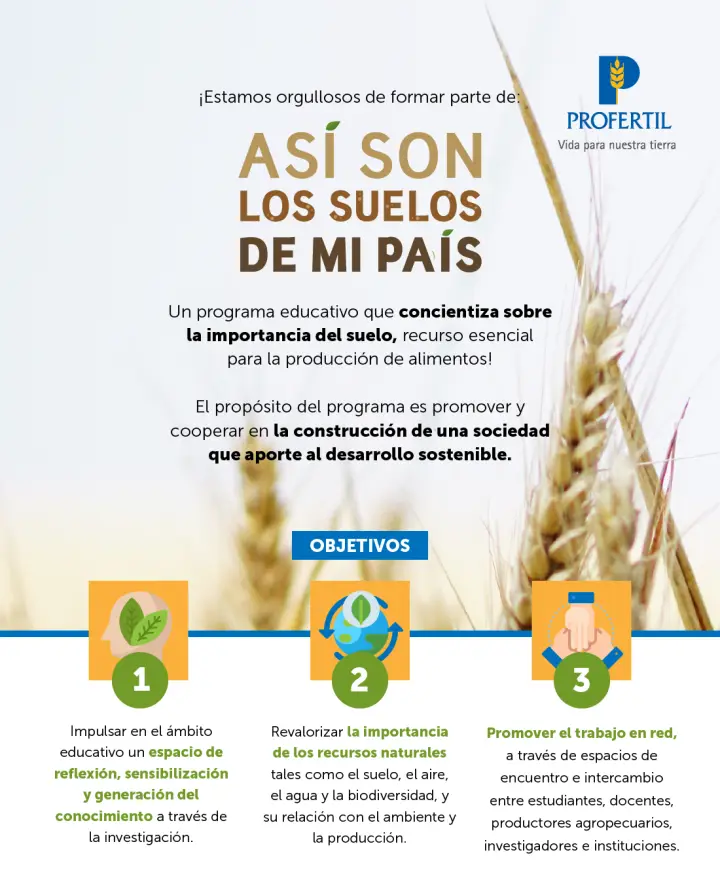 ¡Estamos orgullosos de formar parte de:
PROFERTIL
Vida para nuestra tierra
ASÍ SON
LOS SUELOS
DE MI PAÍS
Un programa educativo que concientiza sobre
la importancia del suelo, recurso esencial
para la producción de alimentos!
El propósito del programa es promover y
cooperar en la construcción de una sociedad
que aporte al desarrollo sostenible.
OBJETIVOS
1
Impulsar en el ámbito
educativo un espacio de
reflexión, sensibilización
y generación del
conocimiento a través de
la investigación.
2
Revalorizar la importancia
de los recursos naturales
tales como el suelo, el aire,
el agua y la biodiversidad, y
su relación con el ambiente y
la producción.
3
Promover el trabajo en red,
a través de espacios de
encuentro e intercambio
entre estudiantes, docentes,
productores agropecuarios,
investigadores e instituciones.